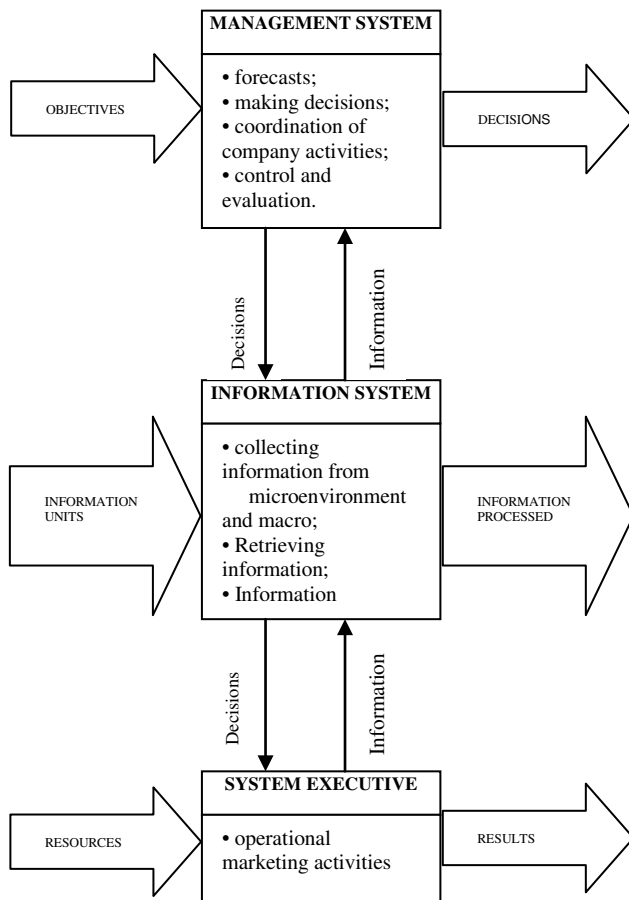 MANAGEMENT SYSTEM
OBJECTIVES
• forecasts;
• making decisions;
• coordination of
company activities;
• control and
evaluation.
DECISIONS
Decisions
Information
INFORMATION SYSTEM
INFORMATION
UNITS
• collecting
information from
microenvironment
and macro;
• Retrieving
information;
• Information
INFORMATION
PROCESSED
Decisions
Information
SYSTEM EXECUTIVE
RESOURCES
• operational
marketing activities
RESULTS